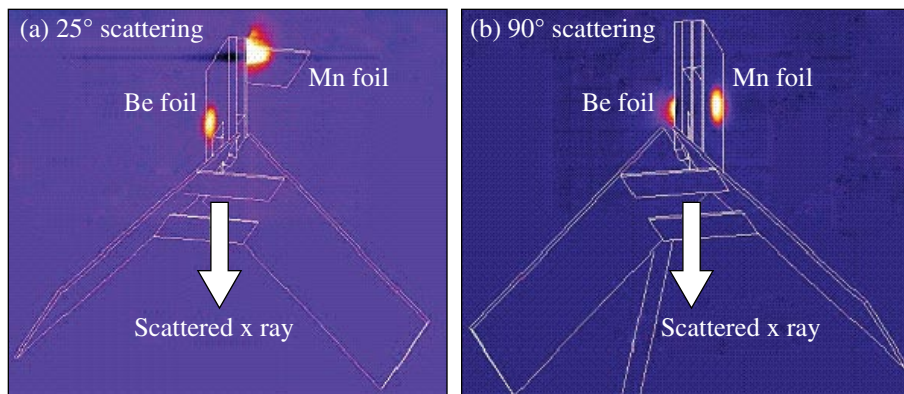 (a) 25° scattering
Mn foil
Be foil
Scattered x ray
(b) 90° scattering
Mn foil
Be foil
Scattered x ray